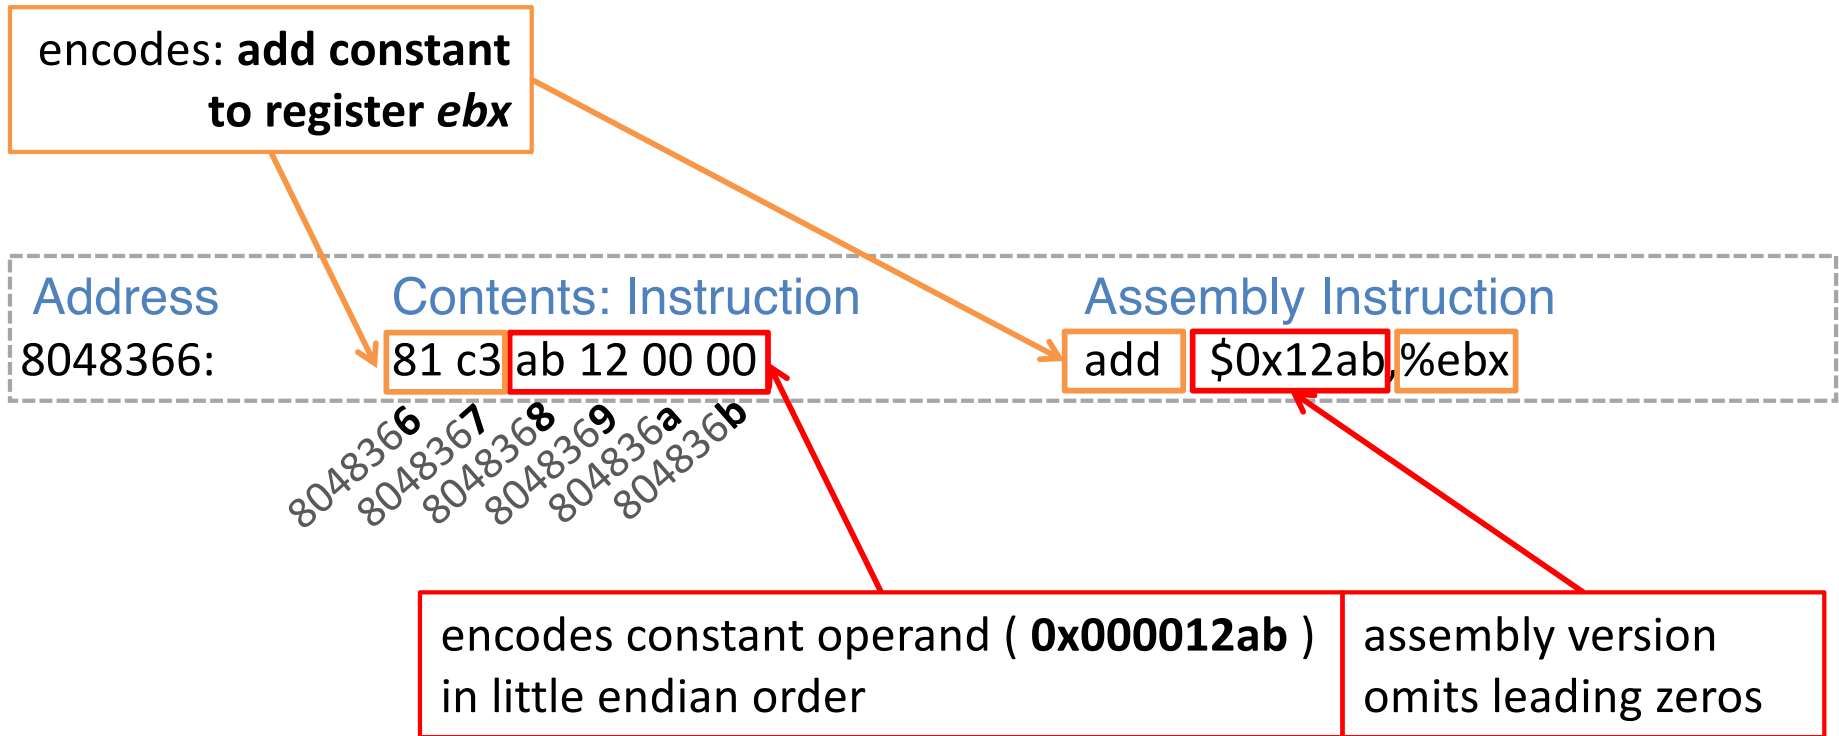 encodes: add constant
to register ebx
Address Contents: Instruction Assembly Instruction
8048366: 81 c3 ab 12 00 00 add $0x12ab,%ebx
8048366
8048367
8048368
8048369
804836a
804836b
encodes constant operand ( 0x000012ab )
in little endian order
assembly version
omits leading zeros